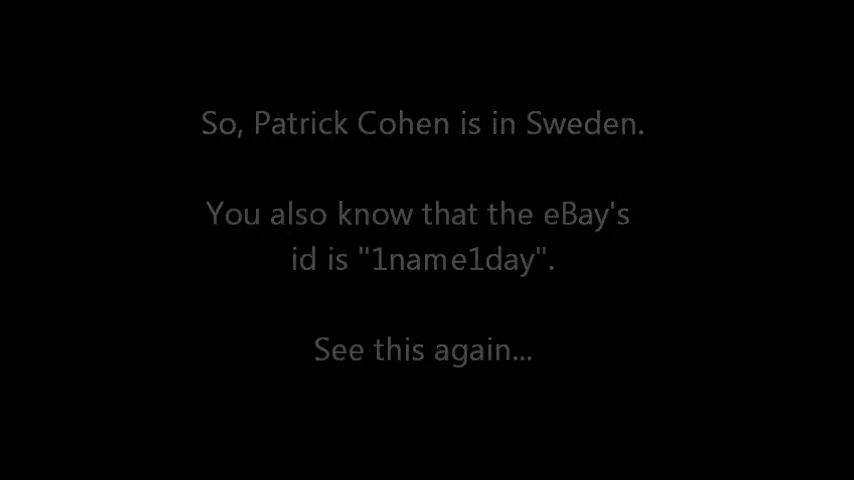 So, Patrick Cohen is in Sweden.
You also know that the eBay's
id is "1name1day".
See this again...